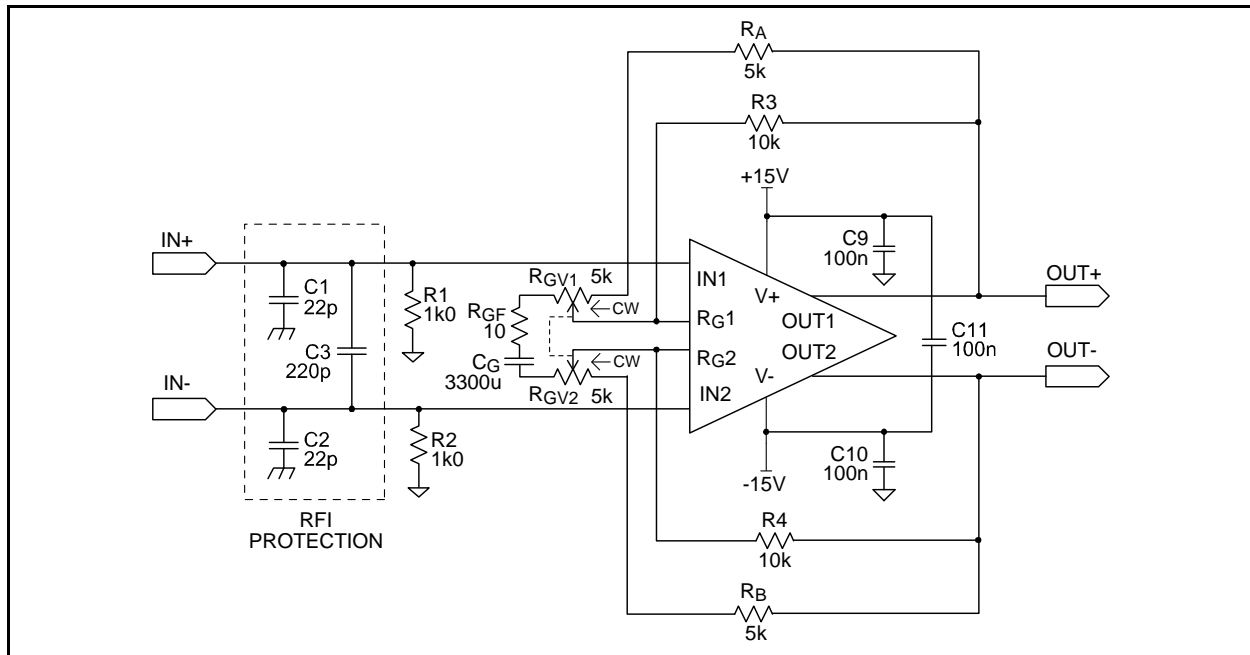 RA
5k
R3
10k
+15V
IN+
C9
100n
C1
22p
R1
1k0
RGV1 5k
CW
RGF
10
IN1
V+
RG1
OUT1
OUT+
C3
220p
CG
3300u
CW
RG2
OUT2
V-
C11
100n
OUT-
IN-
RGV2 5k
IN2
C2
22p
R2
1k0
C10
100n
-15V
RFI
PROTECTION
R4
10k
RB
5k